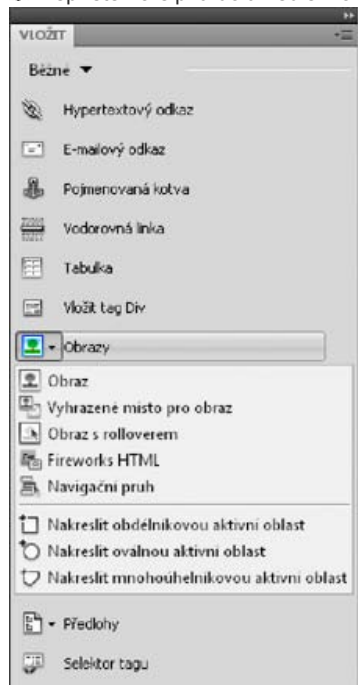 VLOŽIT
Běžné
Hypertextový odkaz
E-mailový odkaz
Pojmenovaná kotva
Vodorovná linka
Tabulka
Vložit tag Div
Obrazy
Obraz
Vyhrazené místo pro obraz
Obraz s rolloverem
Fireworks HTML
Navigační pruh
Nakreslit obdélníkovou aktivní oblast
Nakreslit oválnou aktivní oblast
Nakreslit mnohoúhelníkovou aktivní oblast
Předlohy
Selektor tagu